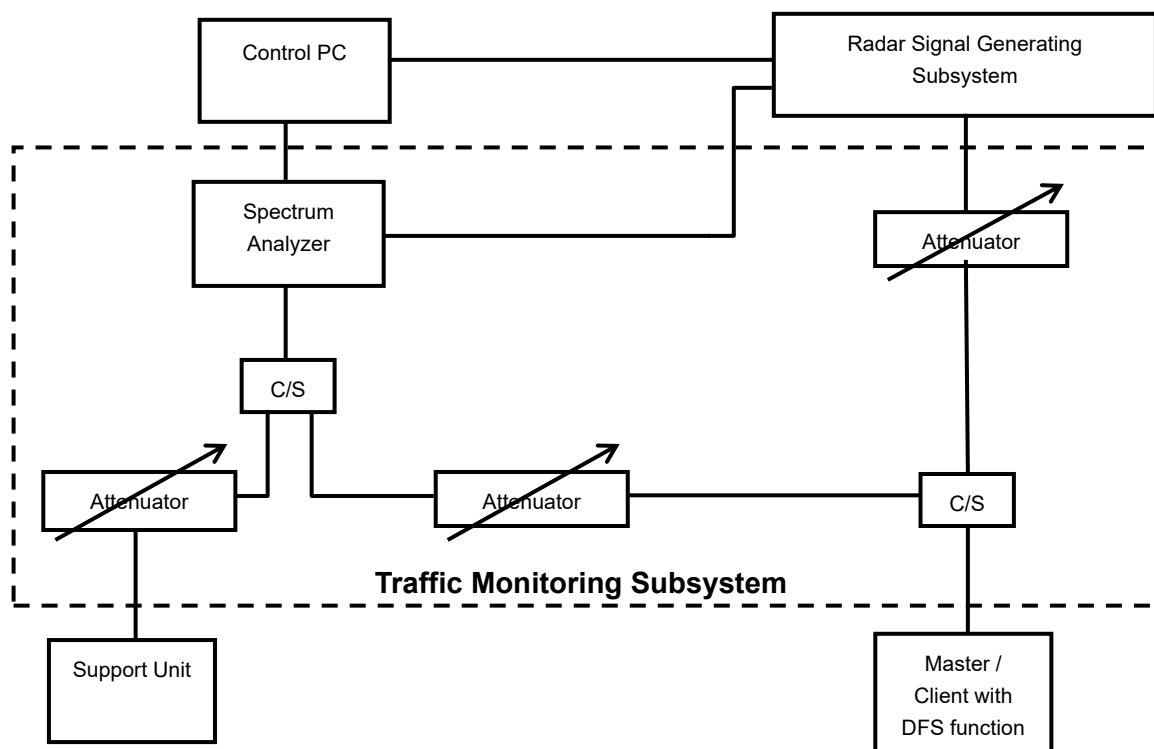 Control PC
Radar Signal Generating
Subsystem
Spectrum
Analyzer
Attenuator
C/S
Attenuator
Attenuator
C/S
Traffic Monitoring Subsystem
Support Unit
Master /
Client with
DFS function